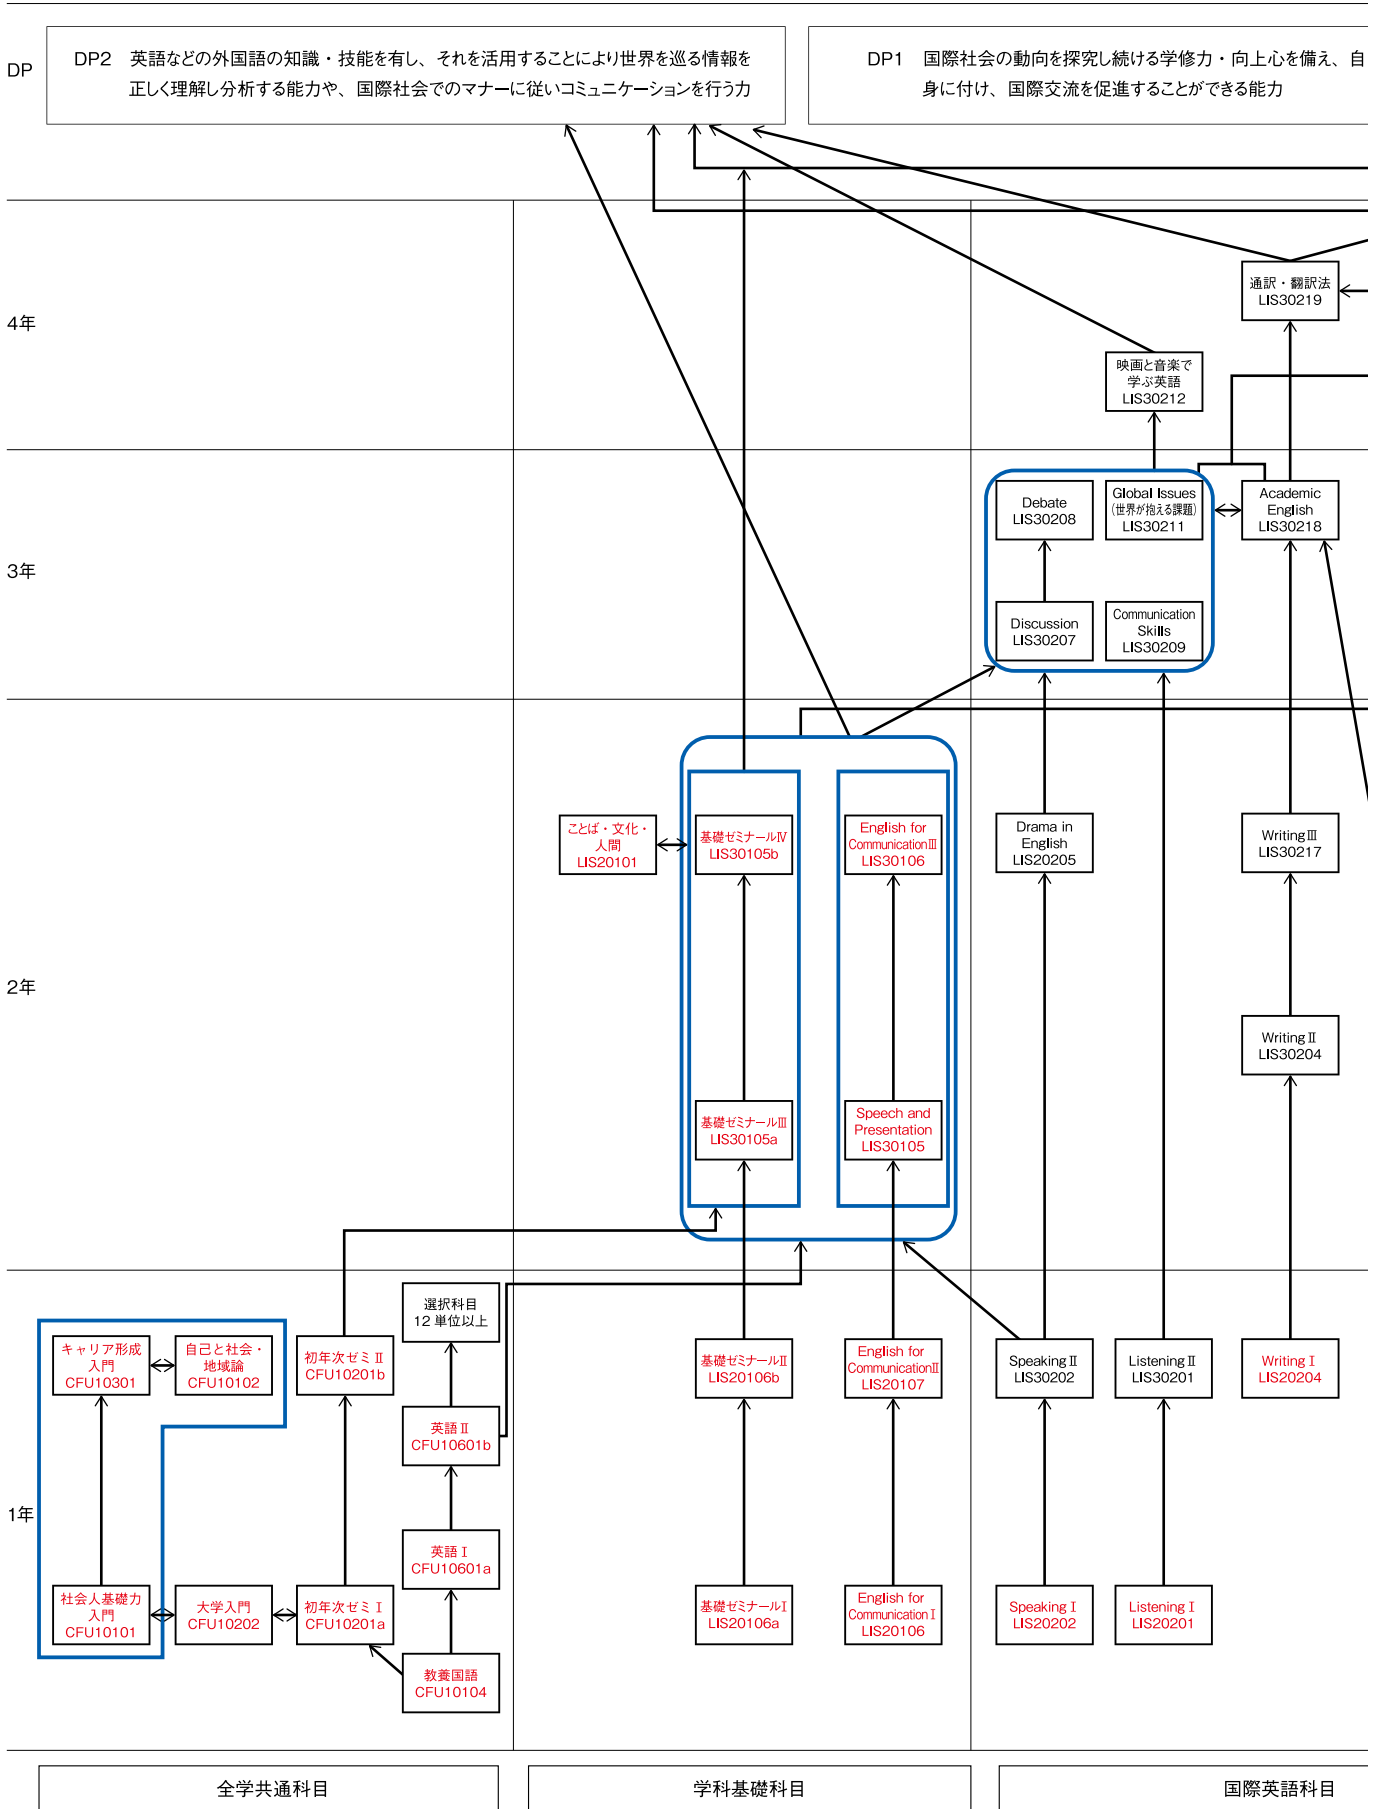 DP
DP2 英語などの外国語の知識・技能を有し、それを活用することにより世界を巡る情報を
正しく理解し分析する能力や、国際社会でのマナーに従いコミュニケーションを行う力
DP1 国際社会の動向を探究し続ける学修力・向上心を備え、自
身に付け、国際交流を促進することができる能力
4年
通訳・翻訳法
LIS30219
映画と音楽で
学ぶ英語
LIS30212
3年
Debate
LIS30208
Global Issues
(世界が抱える課題)
LIS30211
Academic
English
LIS30218
Discussion
LIS30207
Communication
Skills
LIS30209
2年
ことば・文化・
人間
LIS20101
基礎ゼミナールⅣ
LIS30105b
English for
CommunicationⅢ
LIS30106
Drama in
English
LIS20205
WritingⅢ
LIS30217
WritingⅡ
LIS30204
基礎ゼミナールⅢ
LIS30105a
Speech and
Presentation
LIS30105
1年
選択科目
12 単位以上
キャリア形成
入門
CFU10301
自己と社会・
地域論
CFU10102
初年次ゼミⅡ
CFU10201b
基礎ゼミナールⅡ
LIS20106b
English for
CommunicationⅡ
LIS20107
SpeakingⅡ
LIS30202
ListeningⅡ
LIS30201
WritingⅠ
LIS20204
英語Ⅱ
CFU10601b
英語Ⅰ
CFU10601a
社会人基礎力
入門
CFU10101
大学入門
CFU10202
初年次ゼミⅠ
CFU10201a
基礎ゼミナールⅠ
LIS20106a
English for
CommunicationⅠ
LIS20106
SpeakingⅠ
LIS20202
ListeningⅠ
LIS20201
教養国語
CFU10104
全学共通科目
学科基礎科目
国際英語科目